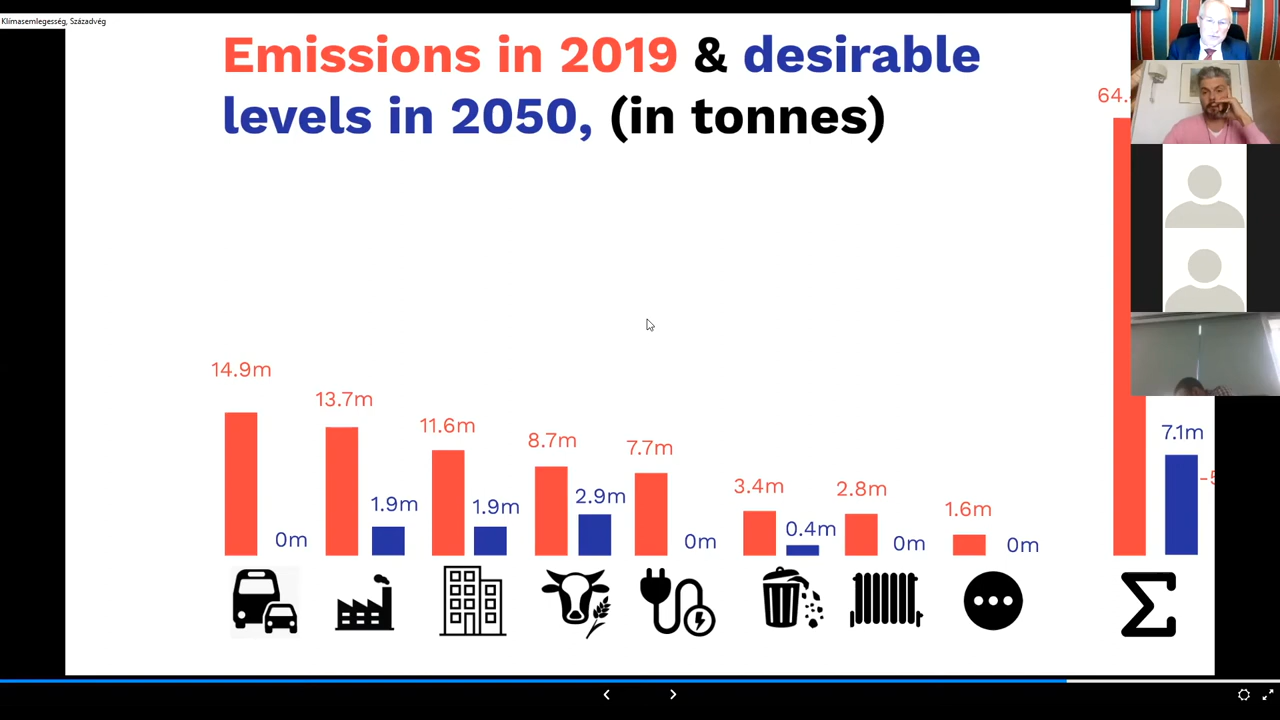 Klímasemlegesség, Századvég
Emissions in 2019 & desirable
levels in 2050, (in tonnes)
64.
14.9m
0m
13.7m
1.9m
11.6m
1.9m
8.7m
2.9m
7.7m
0m
3.4m
0.4m
2.8m
0m
1.6m
0m
7.1m
Σ